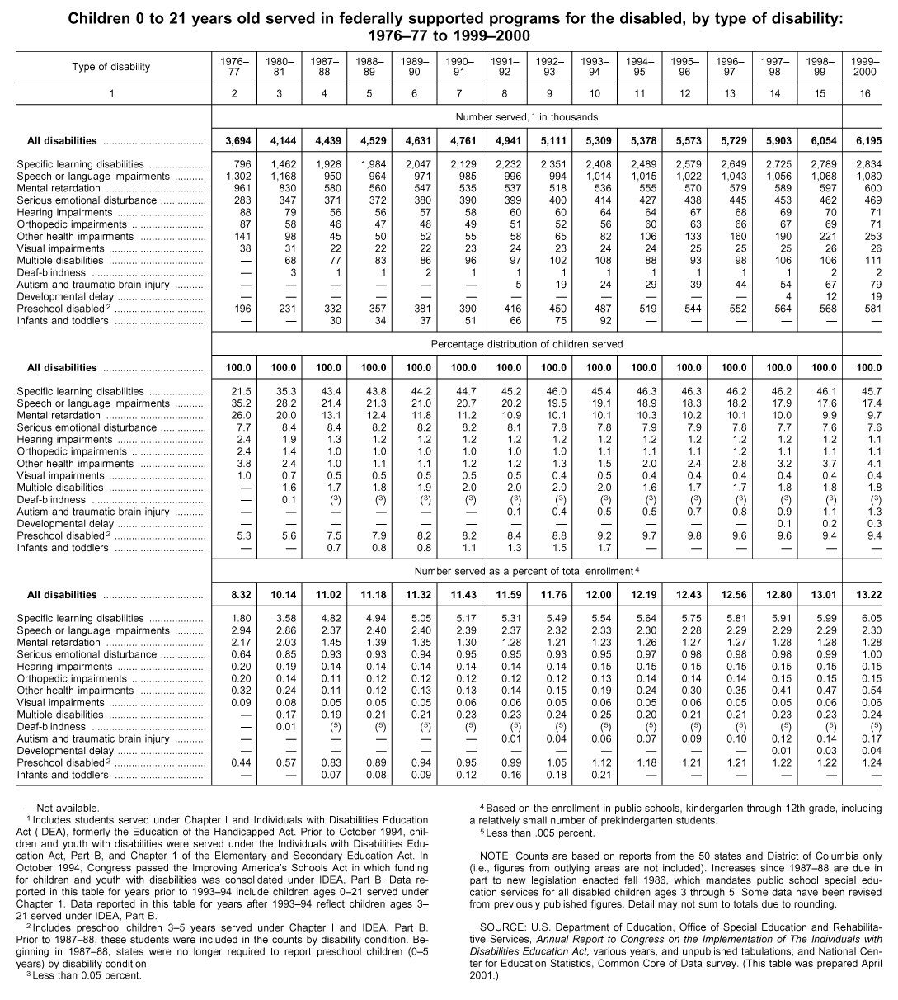 Children 0 to 21 years old served in federally supported programs for the disabled, by type of disability:
1976–77 to 1999–2000
Type of disability 1976–77 1980–81 1987–88 1988–89 1989–90 1990–91 1991–92 1992–93 1993–94 1994–95 1995–96 1996–97 1997–98 1998–99 1999–2000
1 2 3 4 5 6 7 8 9 10 11 12 13 14 15 16
Number served, 1 in thousands
All disabilities 3,694 4,144 4,439 4,529 4,631 4,761 4,941 5,111 5,309 5,378 5,573 5,729 5,903 6,054 6,195
Specific learning disabilities 796 1,462 1,928 1,984 2,047 2,129 2,232 2,351 2,408 2,489 2,579 2,649 2,725 2,789 2,834
Speech or language impairments 1,302 1,168 950 964 971 985 996 994 1,014 1,015 1,022 1,043 1,056 1,068 1,080
Mental retardation 961 830 580 560 547 535 537 518 536 555 570 579 589 597 600
Serious emotional disturbance 283 347 371 372 380 390 399 400 414 427 438 445 453 462 469
Hearing impairments 88 79 56 56 57 58 60 60 64 64 67 68 69 70 71
Orthopedic impairments 87 58 46 47 48 49 51 52 56 60 63 66 67 69 71
Other health impairments 141 98 45 50 52 55 58 65 82 106 133 160 190 221 253
Visual impairments 38 31 22 22 22 23 24 23 24 24 25 25 25 26 26
Multiple disabilities — 68 77 83 86 96 97 102 108 88 93 98 106 106 111
Deaf-blindness — 3 1 1 2 1 1 1 1 1 1 1 1 2 2
Autism and traumatic brain injury — — — — — — 5 19 24 29 39 44 54 67 79
Developmental delay — — — — — — — — — — — — 4 12 19
Preschool disabled 2 196 231 332 357 381 390 416 450 487 519 544 552 564 568 581
Infants and toddlers — — 30 34 37 51 66 75 92 — — — — — —
Percentage distribution of children served
All disabilities 100.0 100.0 100.0 100.0 100.0 100.0 100.0 100.0 100.0 100.0 100.0 100.0 100.0 100.0 100.0
Specific learning disabilities 21.5 35.3 43.4 43.8 44.2 44.7 45.2 46.0 45.4 46.3 46.3 46.2 46.2 46.1 45.7
Speech or language impairments 35.2 28.2 21.4 21.3 21.0 20.7 20.2 19.5 19.1 18.9 18.3 18.2 17.9 17.6 17.4
Mental retardation 26.0 20.0 13.1 12.4 11.8 11.2 10.9 10.1 10.1 10.3 10.2 10.1 10.0 9.9 9.7
Serious emotional disturbance 7.7 8.4 8.4 8.2 8.2 8.2 8.1 7.8 7.8 7.9 7.9 7.8 7.7 7.6 7.6
Hearing impairments 2.4 1.9 1.3 1.2 1.2 1.2 1.2 1.2 1.2 1.2 1.2 1.2 1.2 1.2 1.1
Orthopedic impairments 2.4 1.4 1.0 1.0 1.0 1.0 1.0 1.0 1.1 1.1 1.1 1.2 1.1 1.1 1.1
Other health impairments 3.8 2.4 1.0 1.1 1.1 1.2 1.2 1.3 1.5 2.0 2.4 2.8 3.2 3.7 4.1
Visual impairments 1.0 0.7 0.5 0.5 0.5 0.5 0.5 0.4 0.5 0.4 0.4 0.4 0.4 0.4 0.4
Multiple disabilities — 1.6 1.7 1.8 1.9 2.0 2.0 2.0 2.0 1.6 1.7 1.7 1.8 1.8 1.8
Deaf-blindness — 0.1 (3) (3) (3) (3) (3) (3) (3) (3) (3) (3) (3) (3) (3)
Autism and traumatic brain injury — — — — — — 0.1 0.4 0.5 0.5 0.7 0.8 0.9 1.1 1.3
Developmental delay — — — — — — — — — — — — 0.1 0.2 0.3
Preschool disabled 2 5.3 5.6 7.5 7.9 8.2 8.2 8.4 8.8 9.2 9.7 9.8 9.6 9.6 9.4 9.4
Infants and toddlers — — 0.7 0.8 0.8 1.1 1.3 1.5 1.7 — — — — — —
Number served as a percent of total enrollment 4
All disabilities 8.32 10.14 11.02 11.18 11.32 11.43 11.59 11.76 12.00 12.19 12.43 12.56 12.80 13.01 13.22
Specific learning disabilities 1.80 3.58 4.82 4.94 5.05 5.17 5.31 5.49 5.54 5.64 5.75 5.81 5.91 5.99 6.05
Speech or language impairments 2.94 2.86 2.37 2.40 2.40 2.39 2.37 2.32 2.33 2.30 2.28 2.29 2.29 2.29 2.30
Mental retardation 2.17 2.03 1.45 1.39 1.35 1.30 1.28 1.21 1.23 1.26 1.27 1.27 1.28 1.28 1.28
Serious emotional disturbance 0.64 0.85 0.93 0.93 0.94 0.95 0.95 0.93 0.95 0.97 0.98 0.98 0.98 0.99 1.00
Hearing impairments 0.20 0.19 0.14 0.14 0.14 0.14 0.14 0.14 0.15 0.15 0.15 0.15 0.15 0.15 0.15
Orthopedic impairments 0.20 0.14 0.11 0.12 0.12 0.12 0.12 0.12 0.13 0.14 0.14 0.14 0.15 0.15 0.15
Other health impairments 0.32 0.24 0.11 0.12 0.13 0.13 0.14 0.15 0.19 0.24 0.30 0.35 0.41 0.47 0.54
Visual impairments 0.09 0.08 0.05 0.05 0.05 0.06 0.06 0.05 0.06 0.05 0.06 0.05 0.05 0.06 0.06
Multiple disabilities — 0.17 0.19 0.21 0.21 0.23 0.23 0.24 0.25 0.20 0.21 0.21 0.23 0.23 0.24
Deaf-blindness — 0.01 (5) (5) (5) (5) (5) (5) (5) (5) (5) (5) (5) (5) (5)
Autism and traumatic brain injury — — — — — — 0.01 0.04 0.06 0.07 0.09 0.10 0.12 0.14 0.17
Developmental delay — — — — — — — — — — — — 0.01 0.03 0.04
Preschool disabled 2 0.44 0.57 0.83 0.89 0.94 0.95 0.99 1.05 1.12 1.18 1.21 1.21 1.22 1.22 1.24
Infants and toddlers — — 0.07 0.08 0.09 0.12 0.16 0.18 0.21 — — — — — —
—Not available.
1 Includes students served under Chapter I and Individuals with Disabilities Education
Act (IDEA), formerly the Education of the Handicapped Act. Prior to October 1994, chil-
dren and youth with disabilities were served under the Individuals with Disabilities Edu-
cation Act, Part B, and Chapter 1 of the Elementary and Secondary Education Act. In
October 1994, Congress passed the Improving America's Schools Act in which funding
for children and youth with disabilities was consolidated under IDEA, Part B. Data re-
ported in this table for years prior to 1993–94 include children ages 0–21 served under
Chapter 1. Data reported in this table for years after 1993–94 reflect children ages 3–
21 served under IDEA, Part B.
2 Includes preschool children 3–5 years served under Chapter I and IDEA, Part B.
Prior to 1987–88, these students were included in the counts by disability condition. Be-
ginning in 1987–88, states were no longer required to report preschool children (0–5
years) by disability condition.
3 Less than 0.05 percent.
4 Based on the enrollment in public schools, kindergarten through 12th grade, including
a relatively small number of prekindergarten students.
5 Less than .005 percent.
NOTE: Counts are based on reports from the 50 states and District of Columbia only
(i.e., figures from outlying areas are not included). Increases since 1987–88 are due in
part to new legislation enacted fall 1986, which mandates public school special edu-
cation services for all disabled children ages 3 through 5. Some data have been revised
from previously published figures. Detail may not sum to totals due to rounding.
SOURCE: U.S. Department of Education, Office of Special Education and Rehabilita-
tive Services, Annual Report to Congress on the Implementation of The Individuals with
Disabilities Education Act, various years, and unpublished tabulations; and National Cen-
ter for Education Statistics, Common Core of Data survey. (This table was prepared April
2001.)